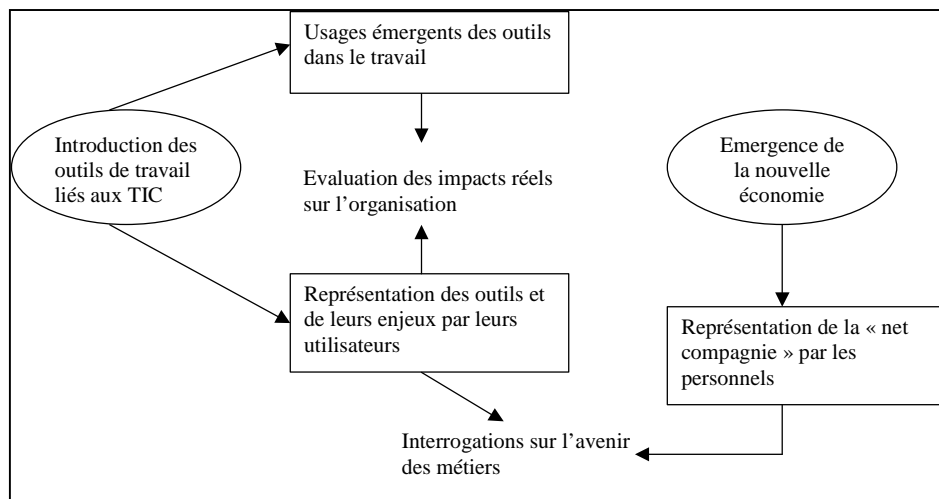 Usages émergents des outils
dans le travail
Introduction des
outils de travail
liés aux TIC
Emergence de
la nouvelle
économie
Evaluation des impacts réels
sur l’organisation
Représentation des outils et
de leurs enjeux par leurs
utilisateurs
Représentation de la « net
compagnie » par les
personnels
Interrogations sur l’avenir
des métiers